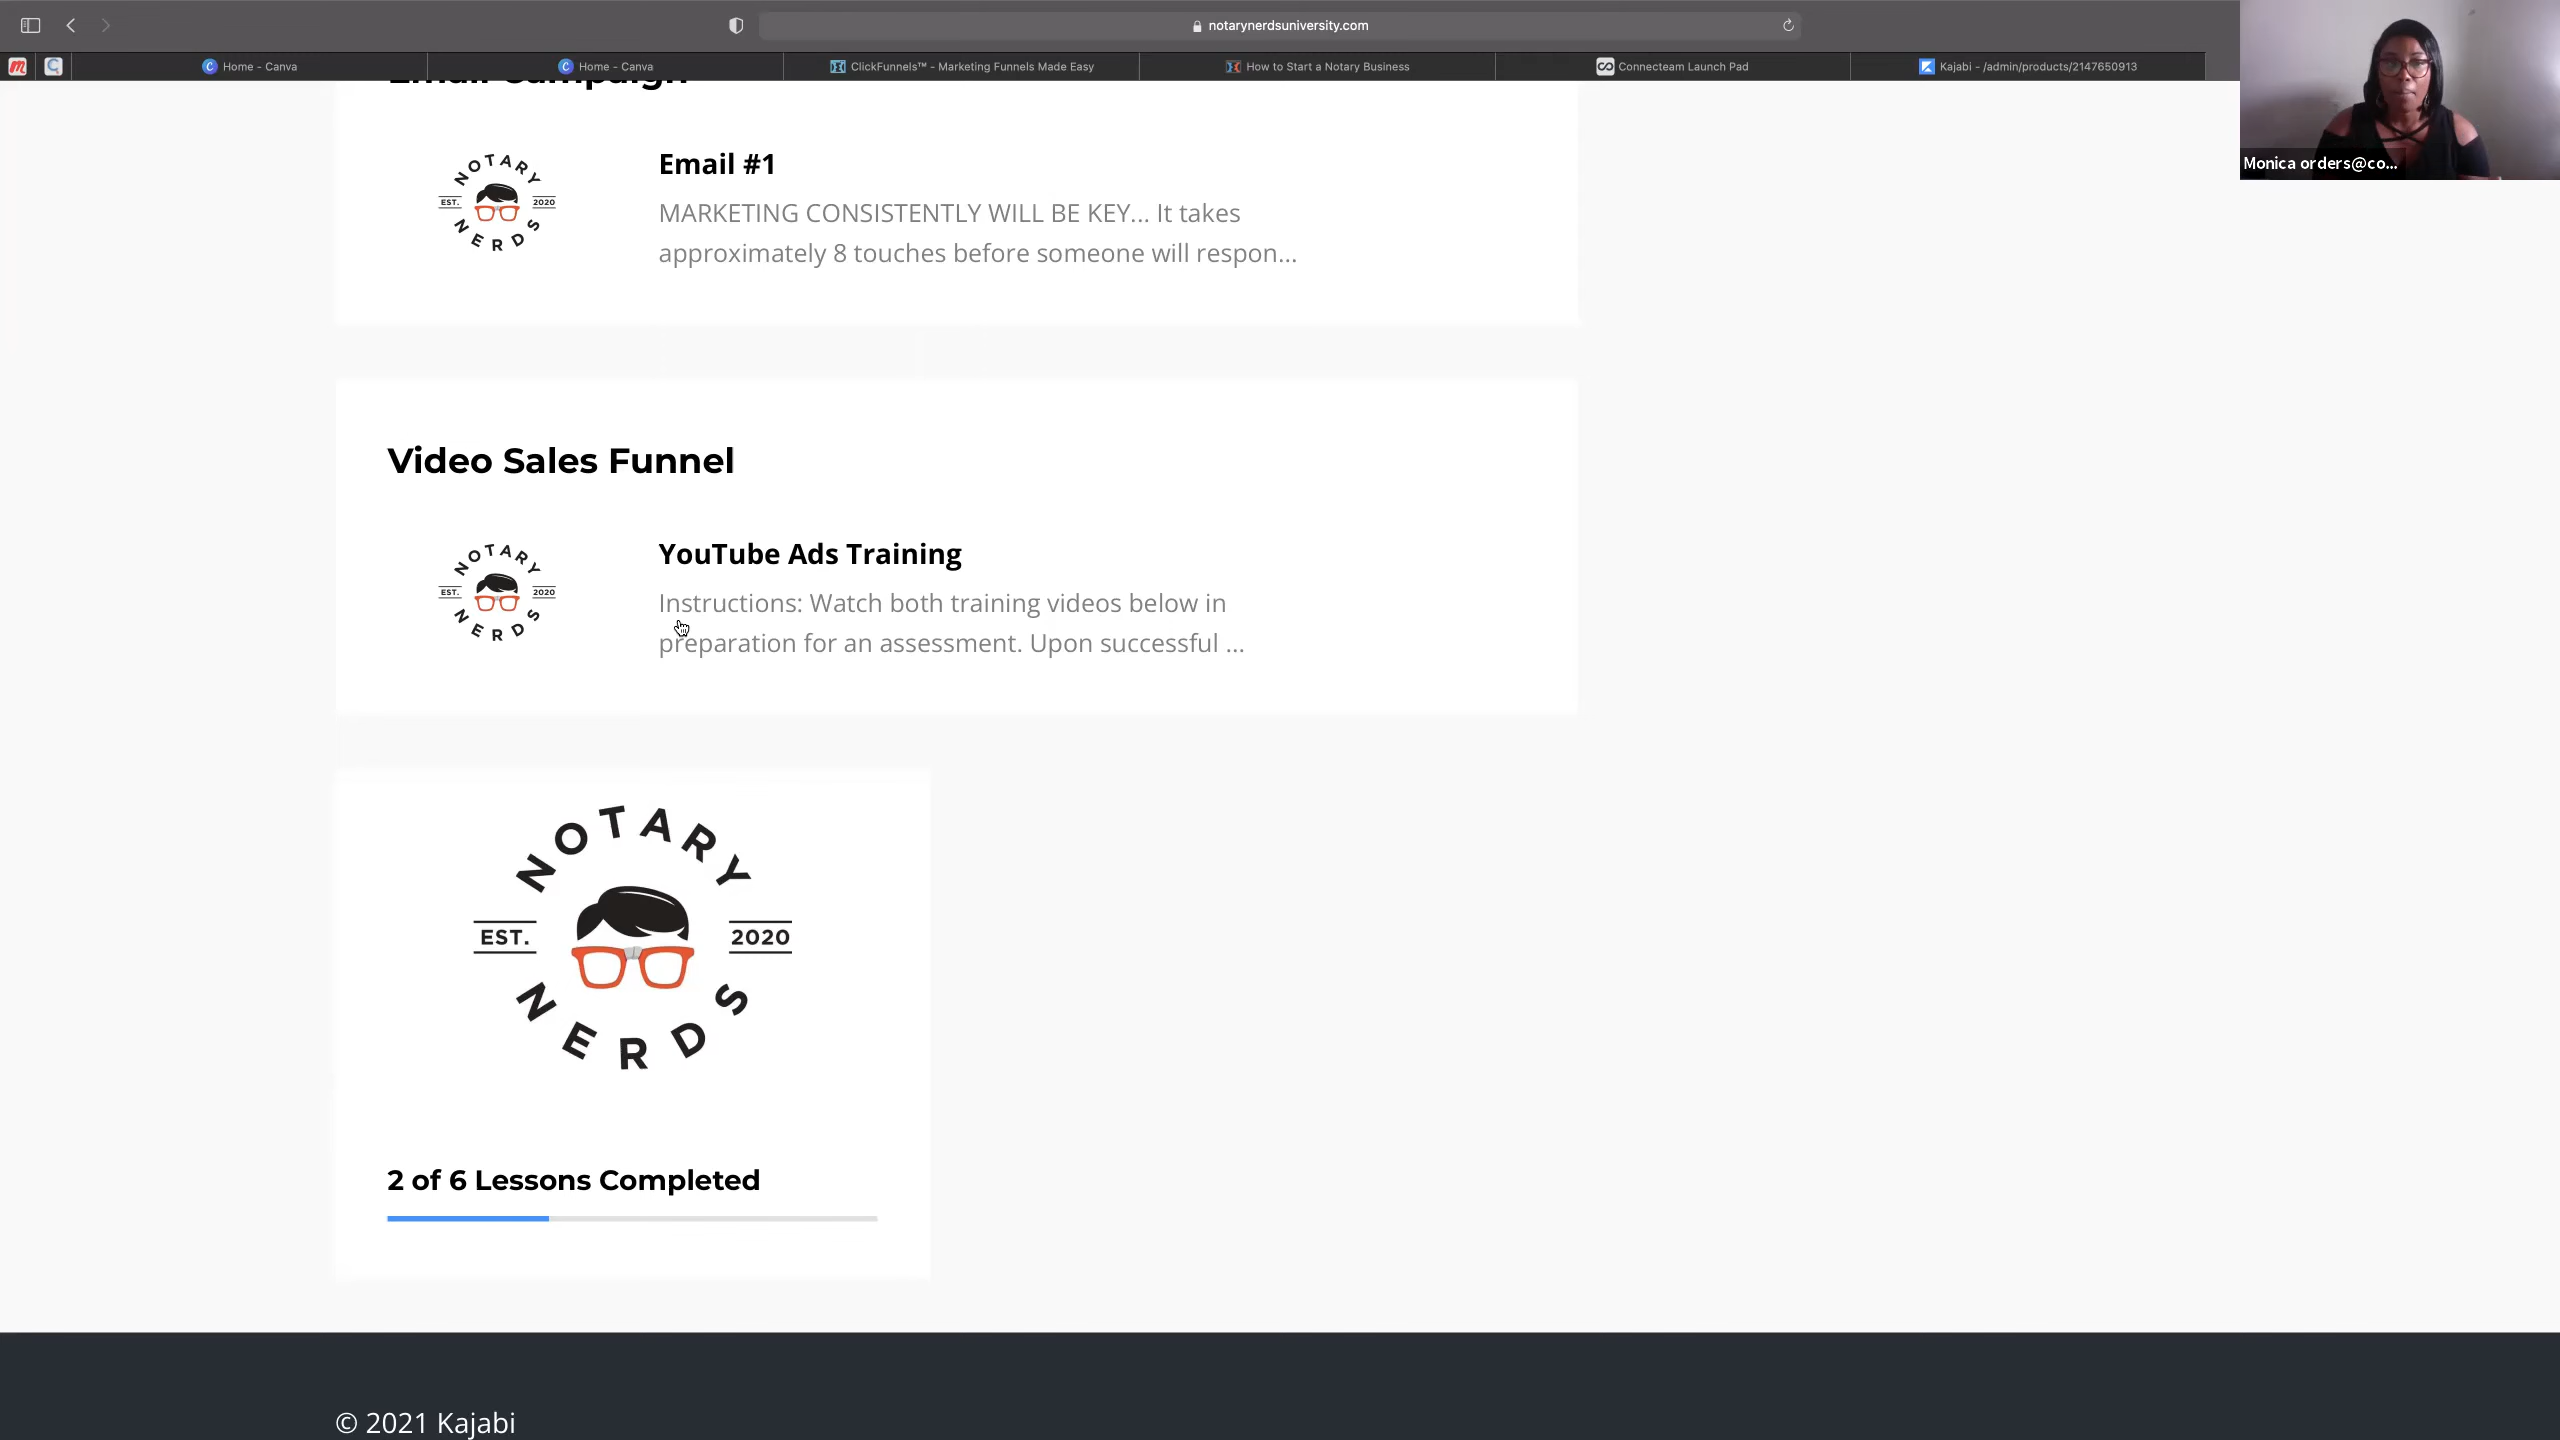 notarynerdsuniversity.com
Home - Canva
Home - Canva
ClickFunnels™ - Marketing Funnels Made Easy
How to Start a Notary Business
Connecteam Launch Pad
Kajabi - /admin/products/2147650913
Monica orders@co...
Email Campaign
NOTARY
EST. 2020
NERDS
Email #1
MARKETING CONSISTENTLY WILL BE KEY... It takes
approximately 8 touches before someone will respon...
Video Sales Funnel
NOTARY
EST. 2020
NERDS
YouTube Ads Training
Instructions: Watch both training videos below in
preparation for an assessment. Upon successful ...
NOTARY
EST. 2020
NERDS
2 of 6 Lessons Completed
© 2021 Kajabi